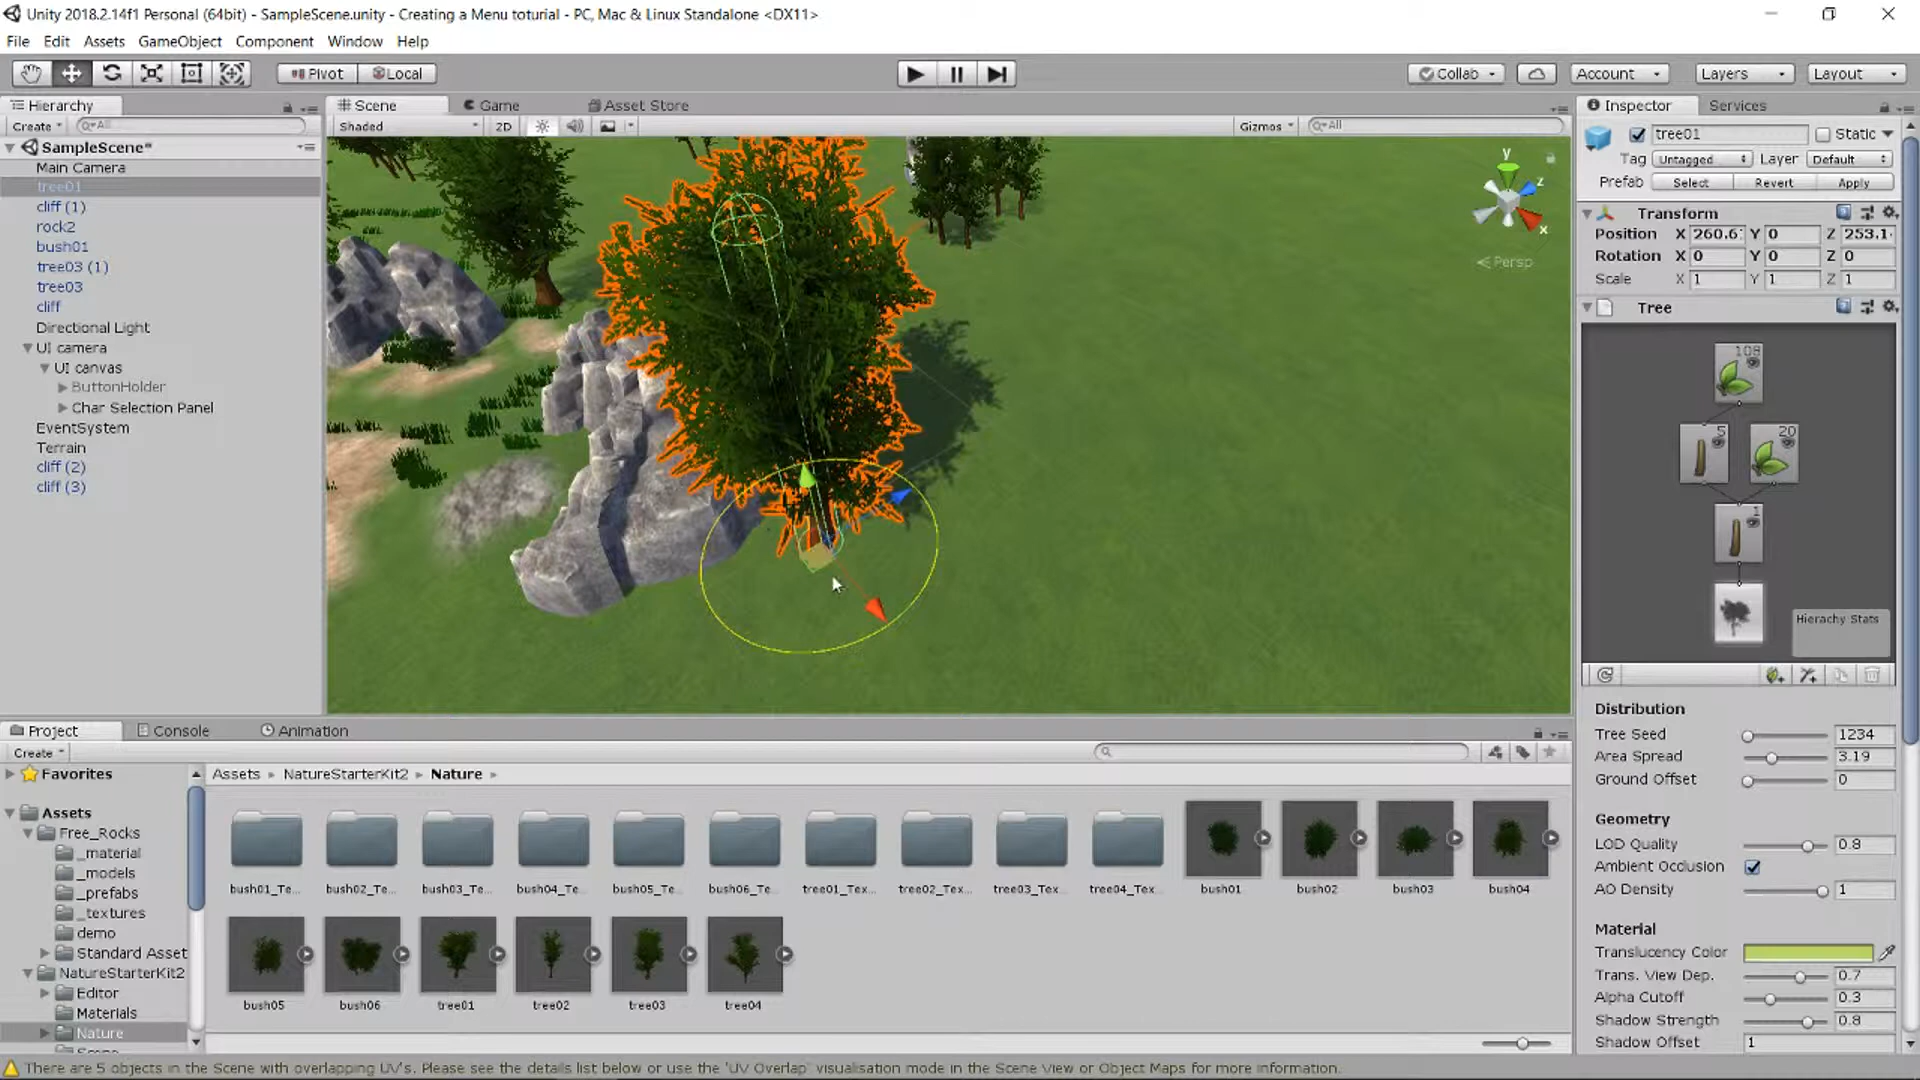 Unity 2018.2.14f1 Personal (64bit) - SampleScene.unity - Creating a Menu toturial - PC, Mac & Linux Standalone <DX11>
File Edit Assets GameObject Component Window Help
Pivot Local Collab Account Layers Layout
Hierarchy Scene Game Asset Store Inspector Services
Create All Shaded 2D Gizmos All
SampleScene*
Main Camera
tree01
cliff (1)
rock2
bush01
tree03 (1)
tree03
cliff
Directional Light
UI camera
UI canvas
ButtonHolder
Char Selection Panel
EventSystem
Terrain
cliff (2)
cliff (3)
y
z
x
Persp
tree01 Static
Tag Untagged Layer Default
Prefab Select Revert Apply
Transform
Position X 260.6 Y 0 Z 253.1
Rotation X 0 Y 0 Z 0
Scale X 1 Y 1 Z 1
Tree
108
5 20
1
Hierachy Stats
Distribution
Tree Seed 1234
Area Spread 3.19
Ground Offset 0
Geometry
LOD Quality 0.8
Ambient Occlusion
AO Density 1
Material
Translucency Color
Trans. View Dep. 0.7
Alpha Cutoff 0.3
Shadow Strength 0.8
Shadow Offset 1
Project Console Animation
Create
Favorites
Assets
Free_Rocks
_material
_models
_prefabs
_textures
demo
Standard Asset
NatureStarterKit2
Editor
Materials
Nature
Assets NatureStarterKit2 Nature
bush01_Te... bush02_Te... bush03_Te... bush04_Te... bush05_Te... bush06_Te... tree01_Tex... tree02_Tex... tree03_Tex... tree04_Tex... bush01 bush02 bush03 bush04
bush05 bush06 tree01 tree02 tree03 tree04
There are 5 objects in the Scene with overlapping UV's. Please see the details list below or use the 'UV Overlap' visualisation mode in the Scene View or Object Maps for more information.